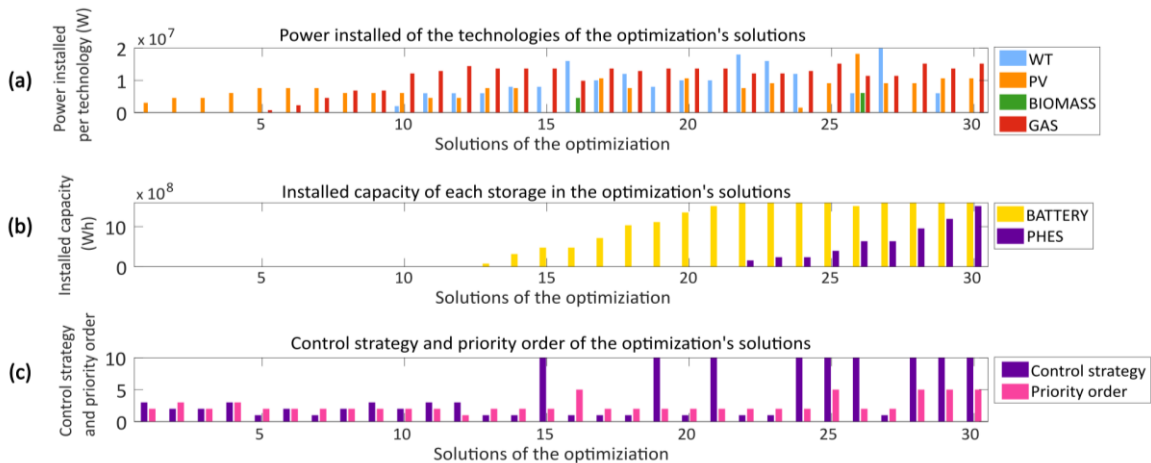 Power installed of the technologies of the optimization's solutions
x 10^7
(a)
Power installed
per technology (W)
2
1
0
5
10
15
20
25
30
Solutions of the optimiziation
WT
PV
BIOMASS
GAS
Installed capacity of each storage in the optimization's solutions
x 10^8
(b)
Installed capacity
(Wh)
10
0
5
10
15
20
25
30
Solutions of the optimiziation
BATTERY
PHES
Control strategy and priority order of the optimization's solutions
(c)
Control strategy
and priority order
10
5
0
5
10
15
20
25
30
Solutions of the optimiziation
Control strategy
Priority order